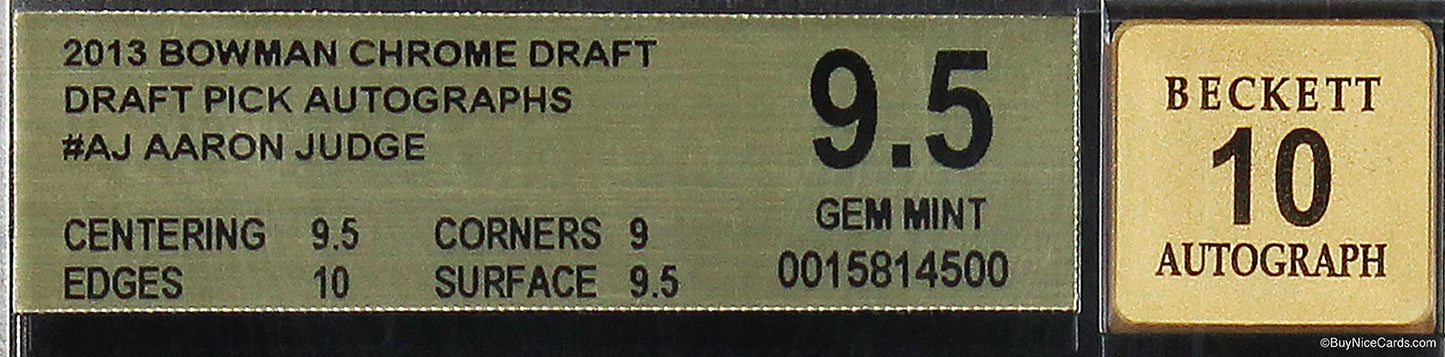 2013 BOWMAN CHROME DRAFT
DRAFT PICK AUTOGRAPHS
#AJ AARON JUDGE
CENTERING 9.5 CORNERS 9
EDGES 10 SURFACE 9.5
9.5
GEM MINT
0015814500
BECKETT
10
AUTOGRAPH
©BuyNiceCards.com